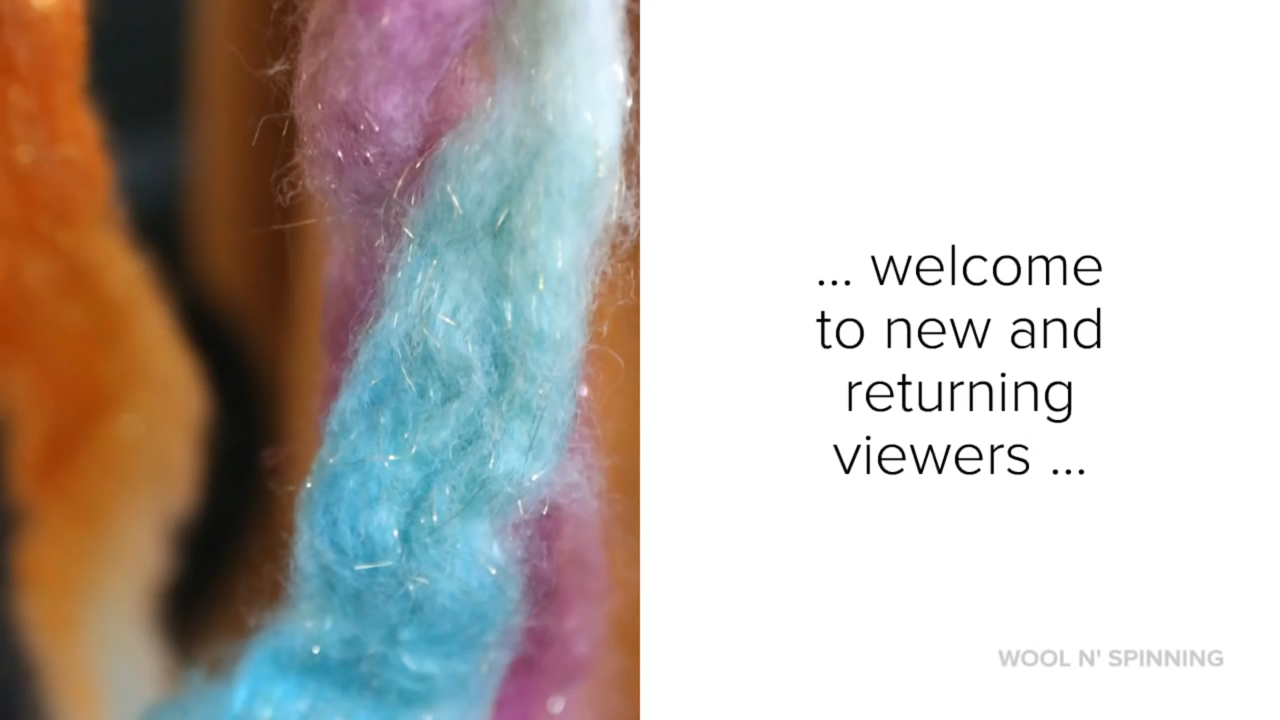 ... welcome
to new and
returning
viewers ...
WOOL N' SPINNING